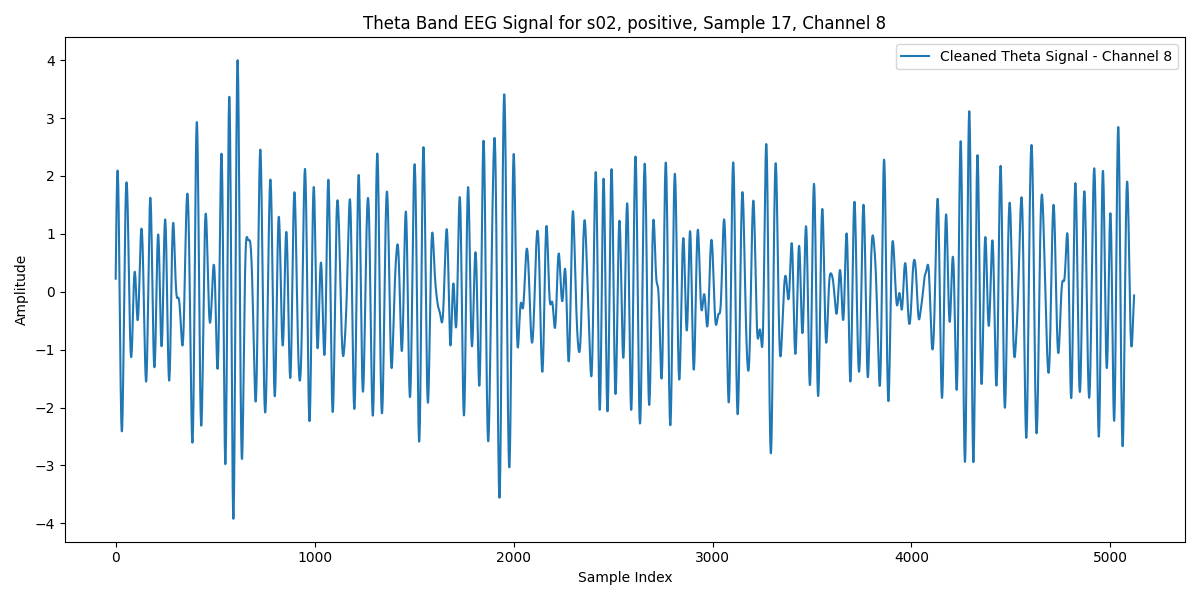 Theta Band EEG Signal for s02, positive, Sample 17, Channel 8
Cleaned Theta Signal - Channel 8
4
3
2
1
0
−1
−2
−3
−4
Amplitude
0 1000 2000 3000 4000 5000
Sample Index